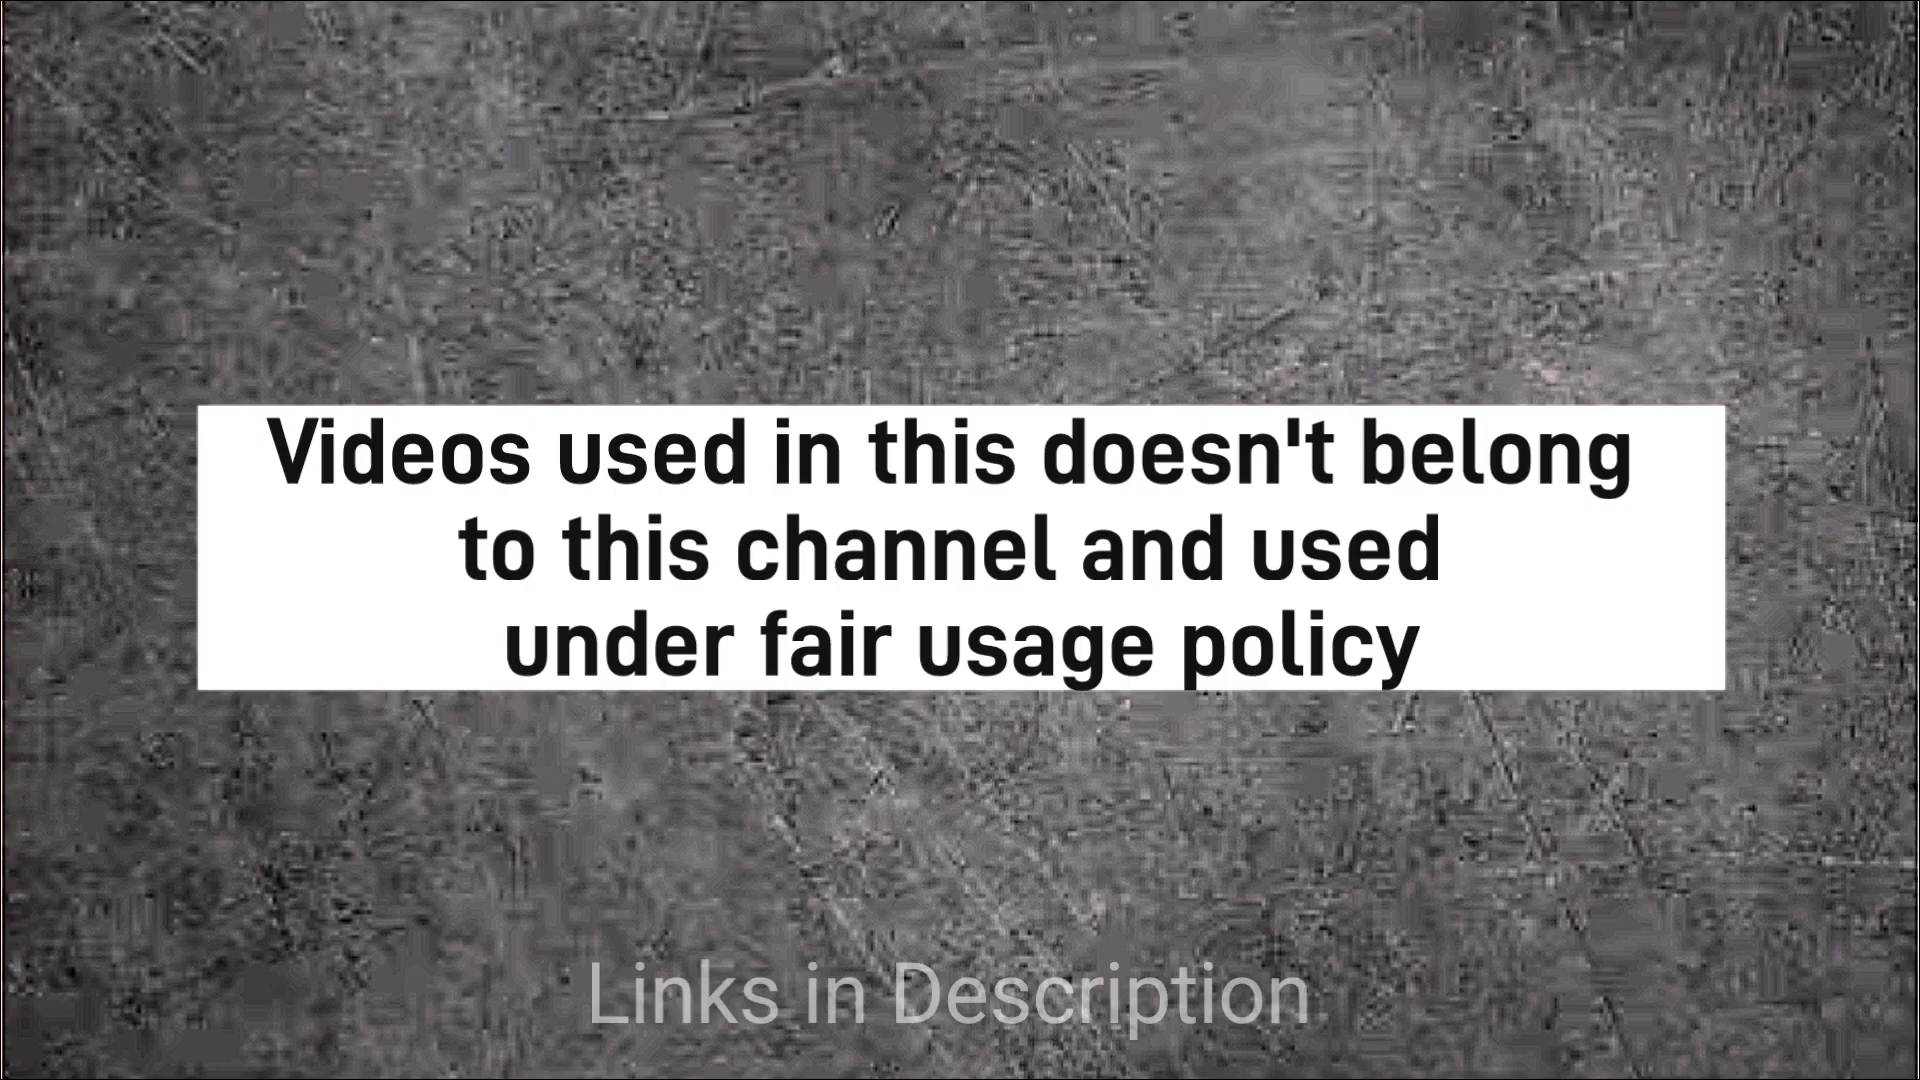 Videos used in this doesn't belong
to this channel and used
under fair usage policy
Links in Description